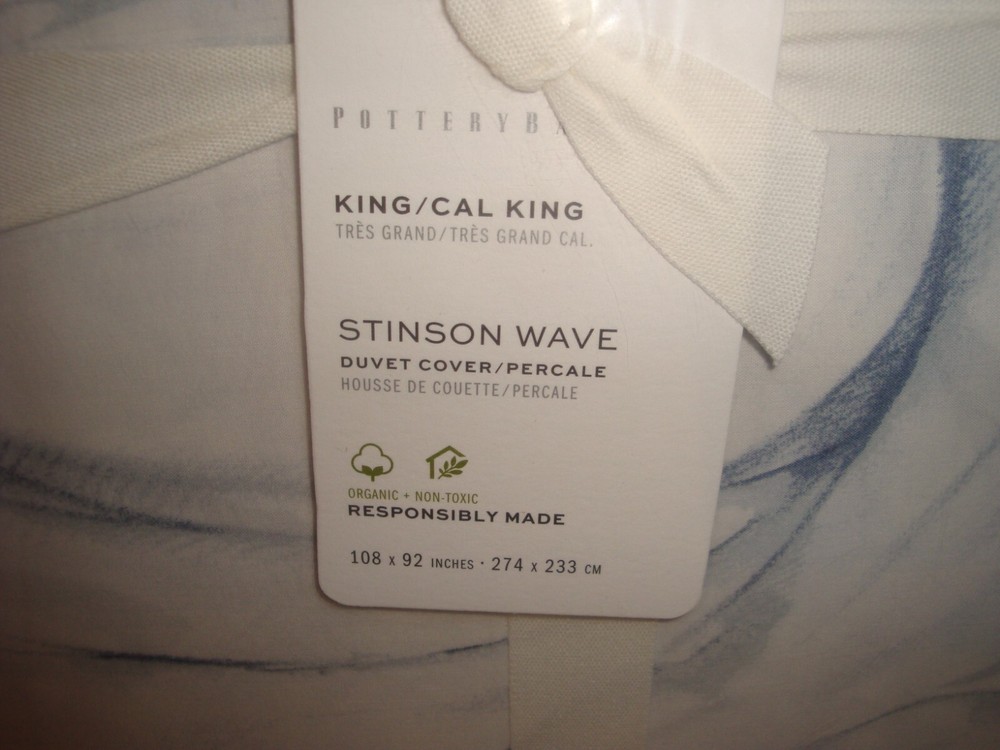 POTTERY B
KING/CAL KING
TRÈS GRAND/TRÈS GRAND CAL.
STINSON WAVE
DUVET COVER/PERCALE
HOUSSE DE COUETTE/PERCALE
ORGANIC + NON-TOXIC
RESPONSIBLY MADE
108 x 92 INCHES · 274 x 233 CM